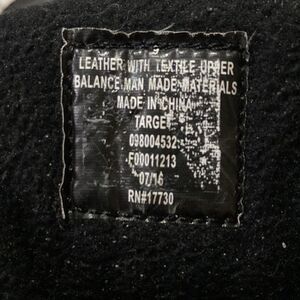 LEATHER WITH TEXTILE UPPER
BALANCE MAN MADE MATERIALS
MADE IN CHINA
TARGET
098004532
F00011213
07/16
RN#17730